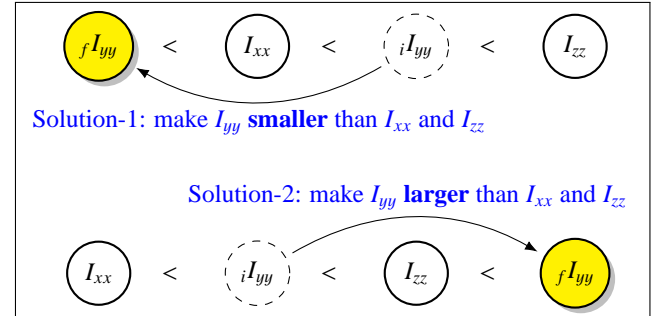 fIyy < Ixx < iIyy < Izz
Solution-1: make Iyy smaller than Ixx and Izz
Solution-2: make Iyy larger than Ixx and Izz
Ixx < iIyy < Izz < fIyy